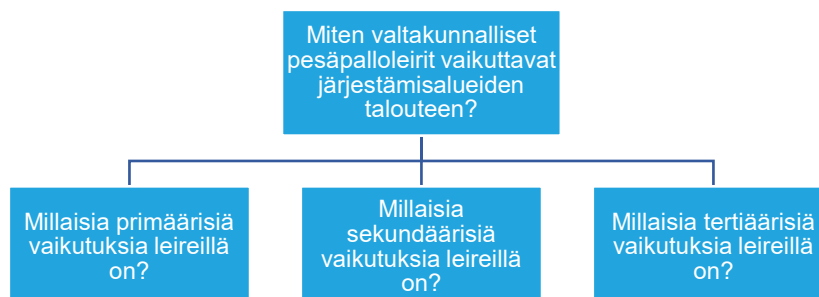 Miten valtakunnalliset
pesäpalloleirit vaikuttavat
järjestämisalueiden
talouteen?
Millaisia primäärisiä
vaikutuksia leireillä
on?
Millaisia
sekundäärisiä
vaikutuksia leireillä
on?
Millaisia tertiäärisiä
vaikutuksia leireillä
on?